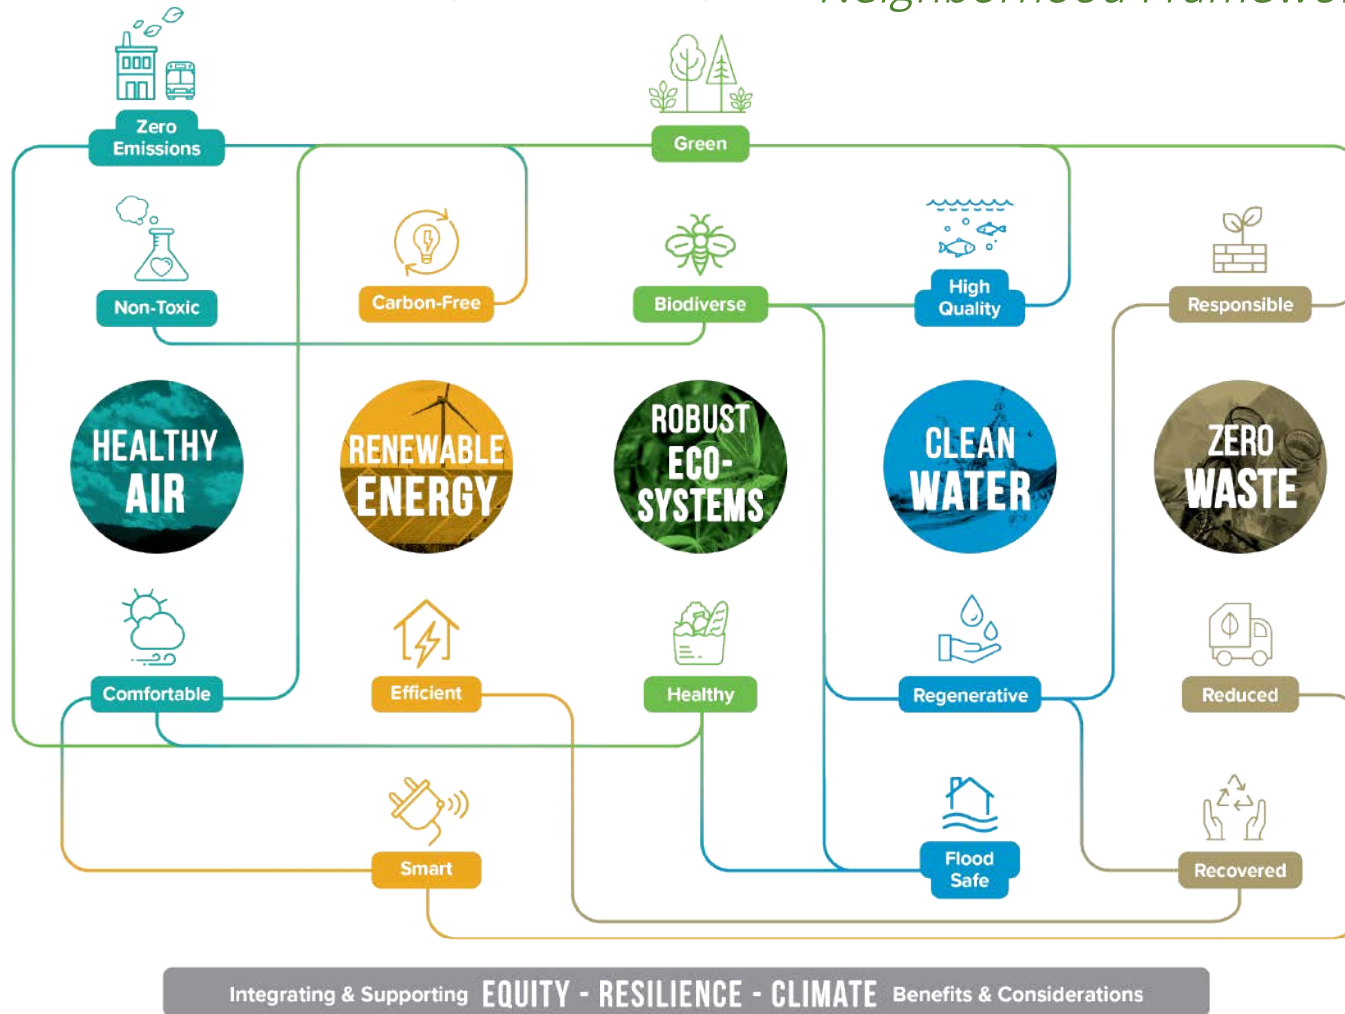 Neighborhood Framewor
Zero
Emissions
Green
Non-Toxic
Carbon-Free
Biodiverse
High
Quality
Responsible
HEALTHY
AIR
RENEWABLE
ENERGY
ROBUST
ECO-
SYSTEMS
CLEAN
WATER
ZERO
WASTE
Comfortable
Efficient
Healthy
Regenerative
Reduced
Smart
Flood
Safe
Recovered
Integrating & Supporting EQUITY - RESILIENCE - CLIMATE Benefits & Considerations